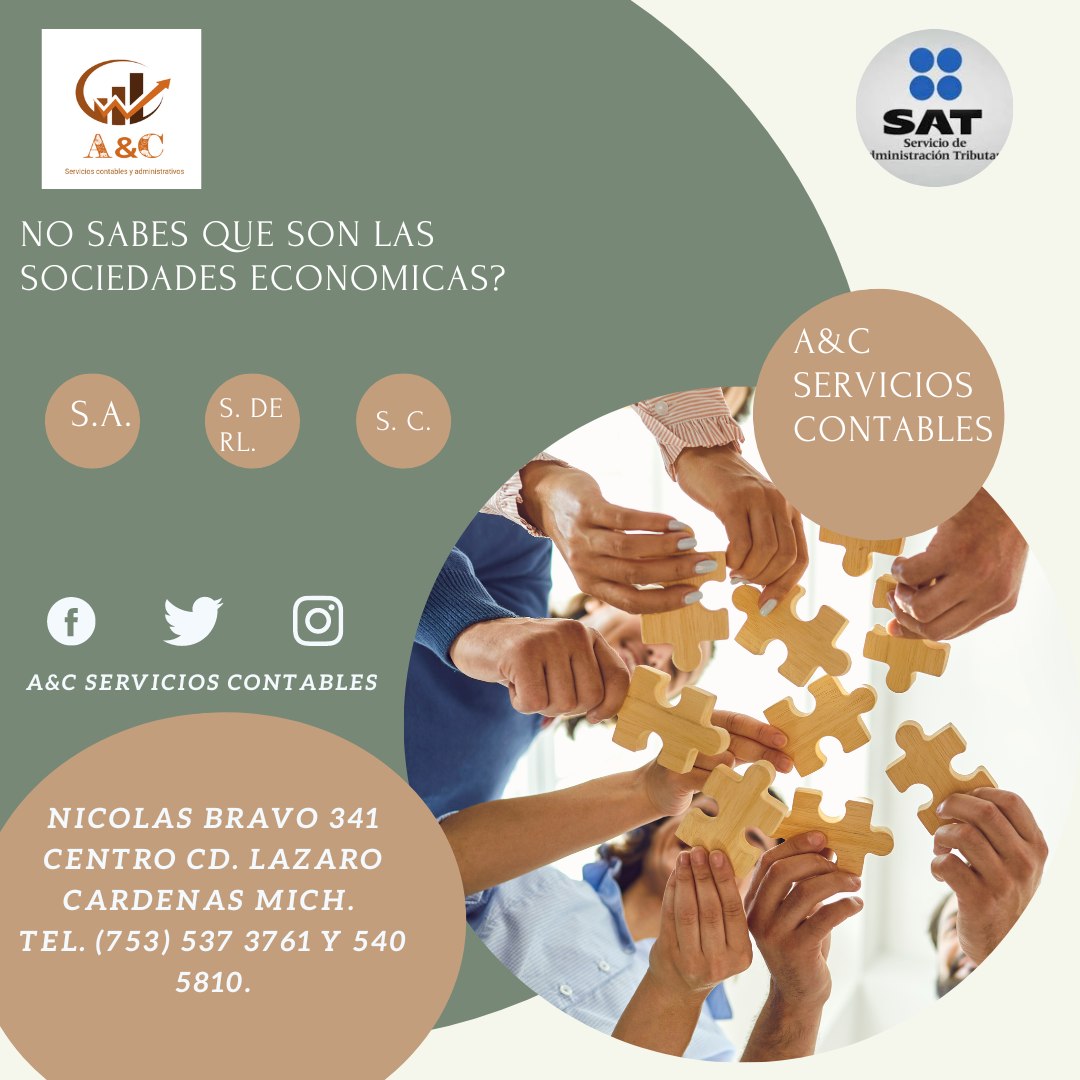 A&C
Servicios contables y administrativos
SAT
Servicio de
dministración Tributa
NO SABES QUE SON LAS
SOCIEDADES ECONOMICAS?
A&C
SERVICIOS
CONTABLES
S.A.
S. DE
RL.
S. C.
A&C SERVICIOS CONTABLES
NICOLAS BRAVO 341
CENTRO CD. LAZARO
CARDENAS MICH.
TEL. (753) 537 3761 Y 540
5810.